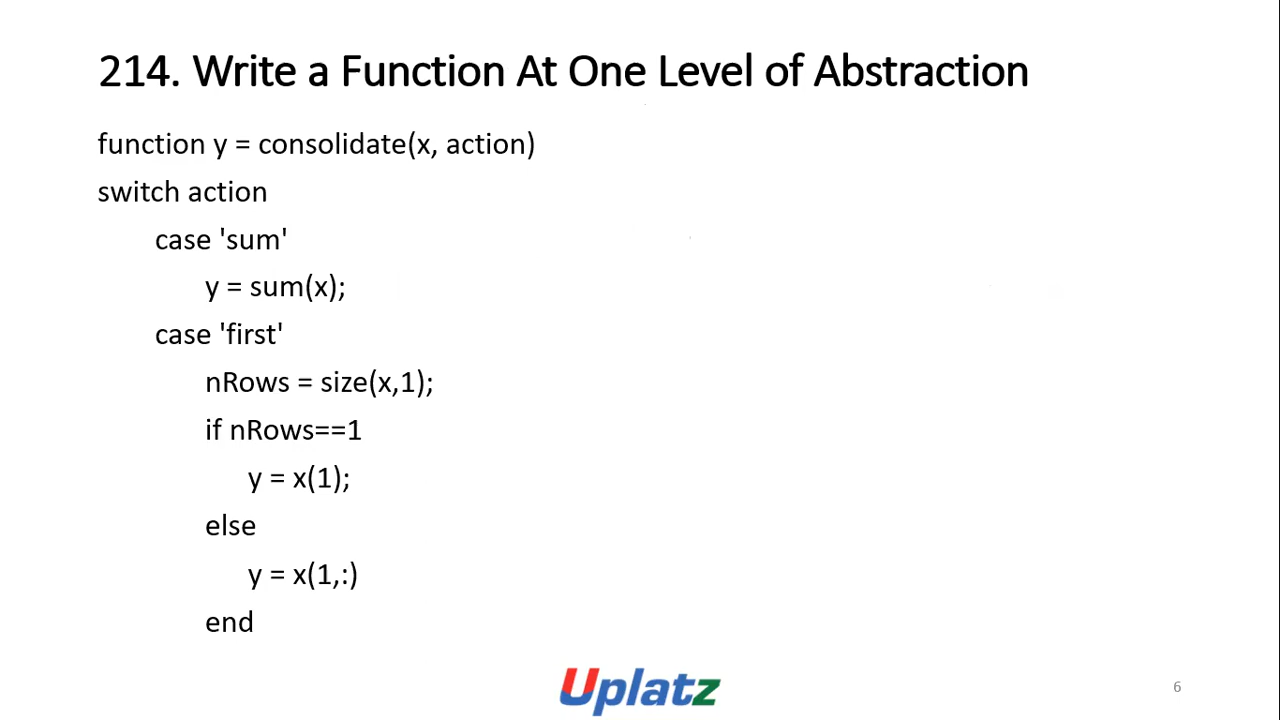 214. Write a Function At One Level of Abstraction
function y = consolidate(x, action)
switch action
case 'sum'
y = sum(x);
case 'first'
nRows = size(x,1);
if nRows==1
y = x(1);
else
y = x(1,:)
end
Uplatz
6